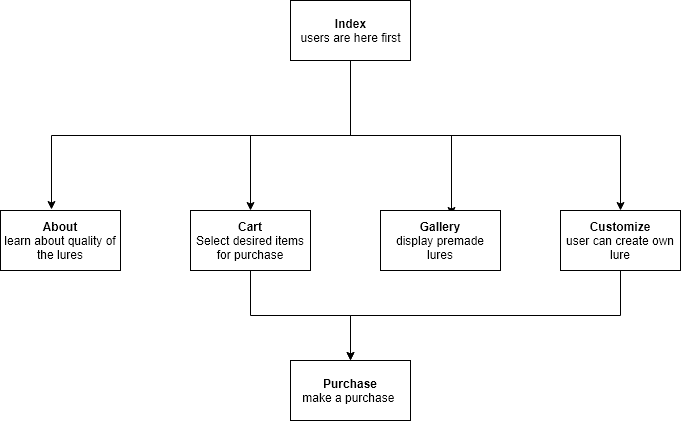 Index
users are here first
About
learn about quality of
the lures
Cart
Select desired items
for purchase
Gallery
display premade
lures
Customize
user can create own
lure
Purchase
make a purchase